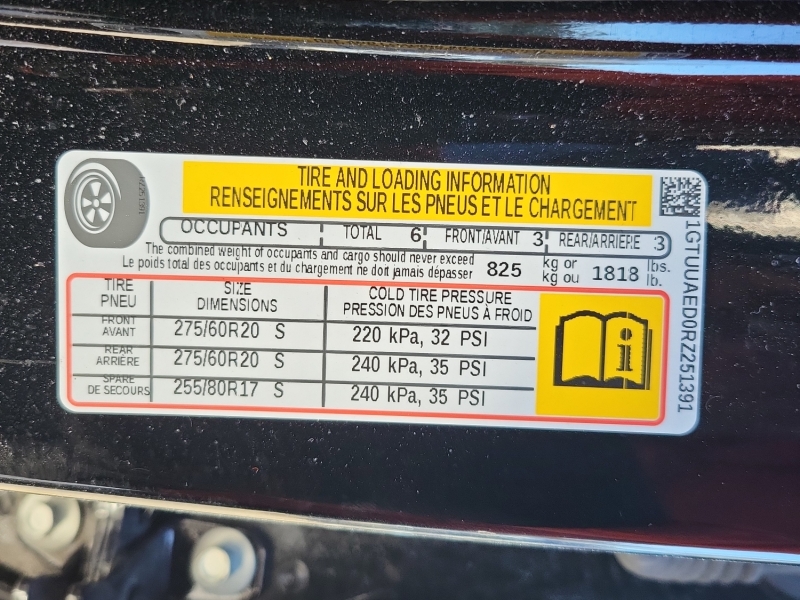 TIRE AND LOADING INFORMATION
RENSEIGNEMENTS SUR LES PNEUS ET LE CHARGEMENT
OCCUPANTS TOTAL 6 FRONT/AVANT 3 REAR/ARRIERE 3
The combined weight of occupants and cargo should never exceed
Le poids total des occupants et du chargement ne doit jamais dépasser
825 kg or 1818 lbs.
kg ou lb.
TIRE SIZE COLD TIRE PRESSURE
PNEU DIMENSIONS PRESSION DES PNEUS À FROID
FRONT
AVANT 275/60R20 S 220 kPa, 32 PSI
REAR
ARRIÈRE 275/60R20 S 240 kPa, 35 PSI
SPARE
DE SECOURS 255/80R17 S 240 kPa, 35 PSI
i
1GTUUAED0RZ251391